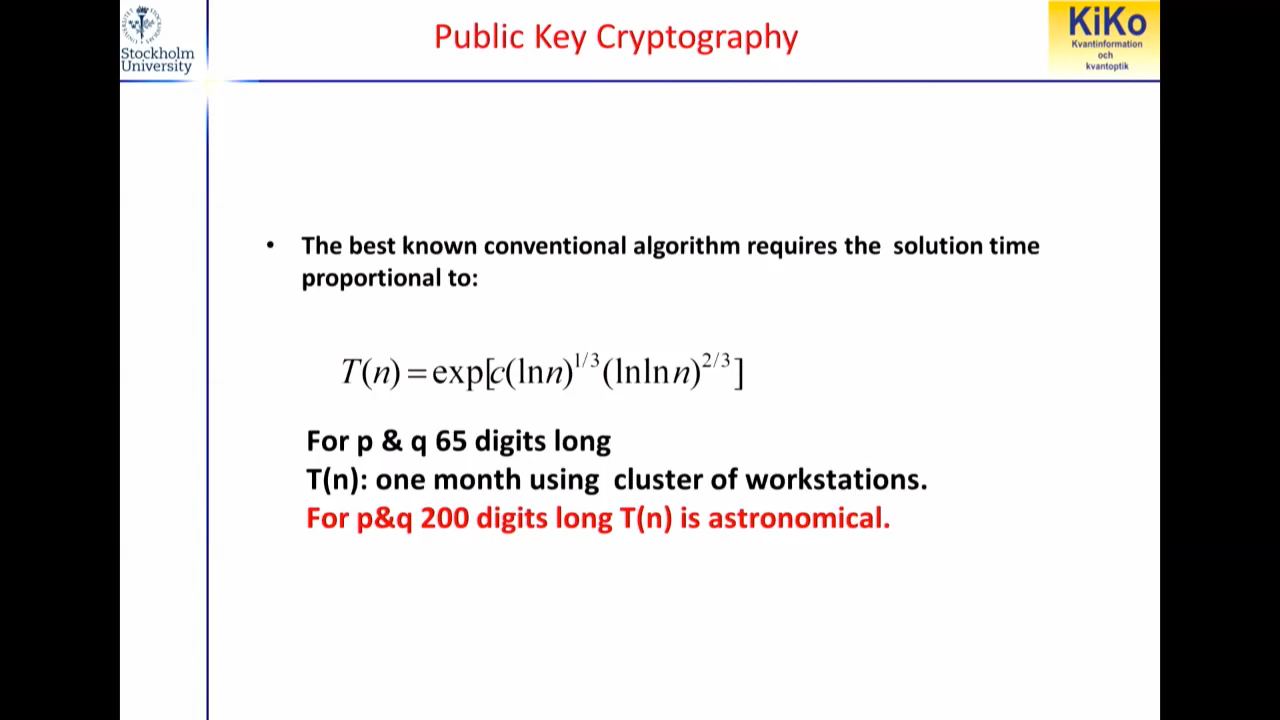 Stockholm
University
Public Key Cryptography
KiKo
Kvantinformation
och
kvantoptik
• The best known conventional algorithm requires the solution time
proportional to:
T(n) = exp[c(ln n)^{1/3}(ln ln n)^{2/3}]
For p & q 65 digits long
T(n): one month using cluster of workstations.
For p&q 200 digits long T(n) is astronomical.